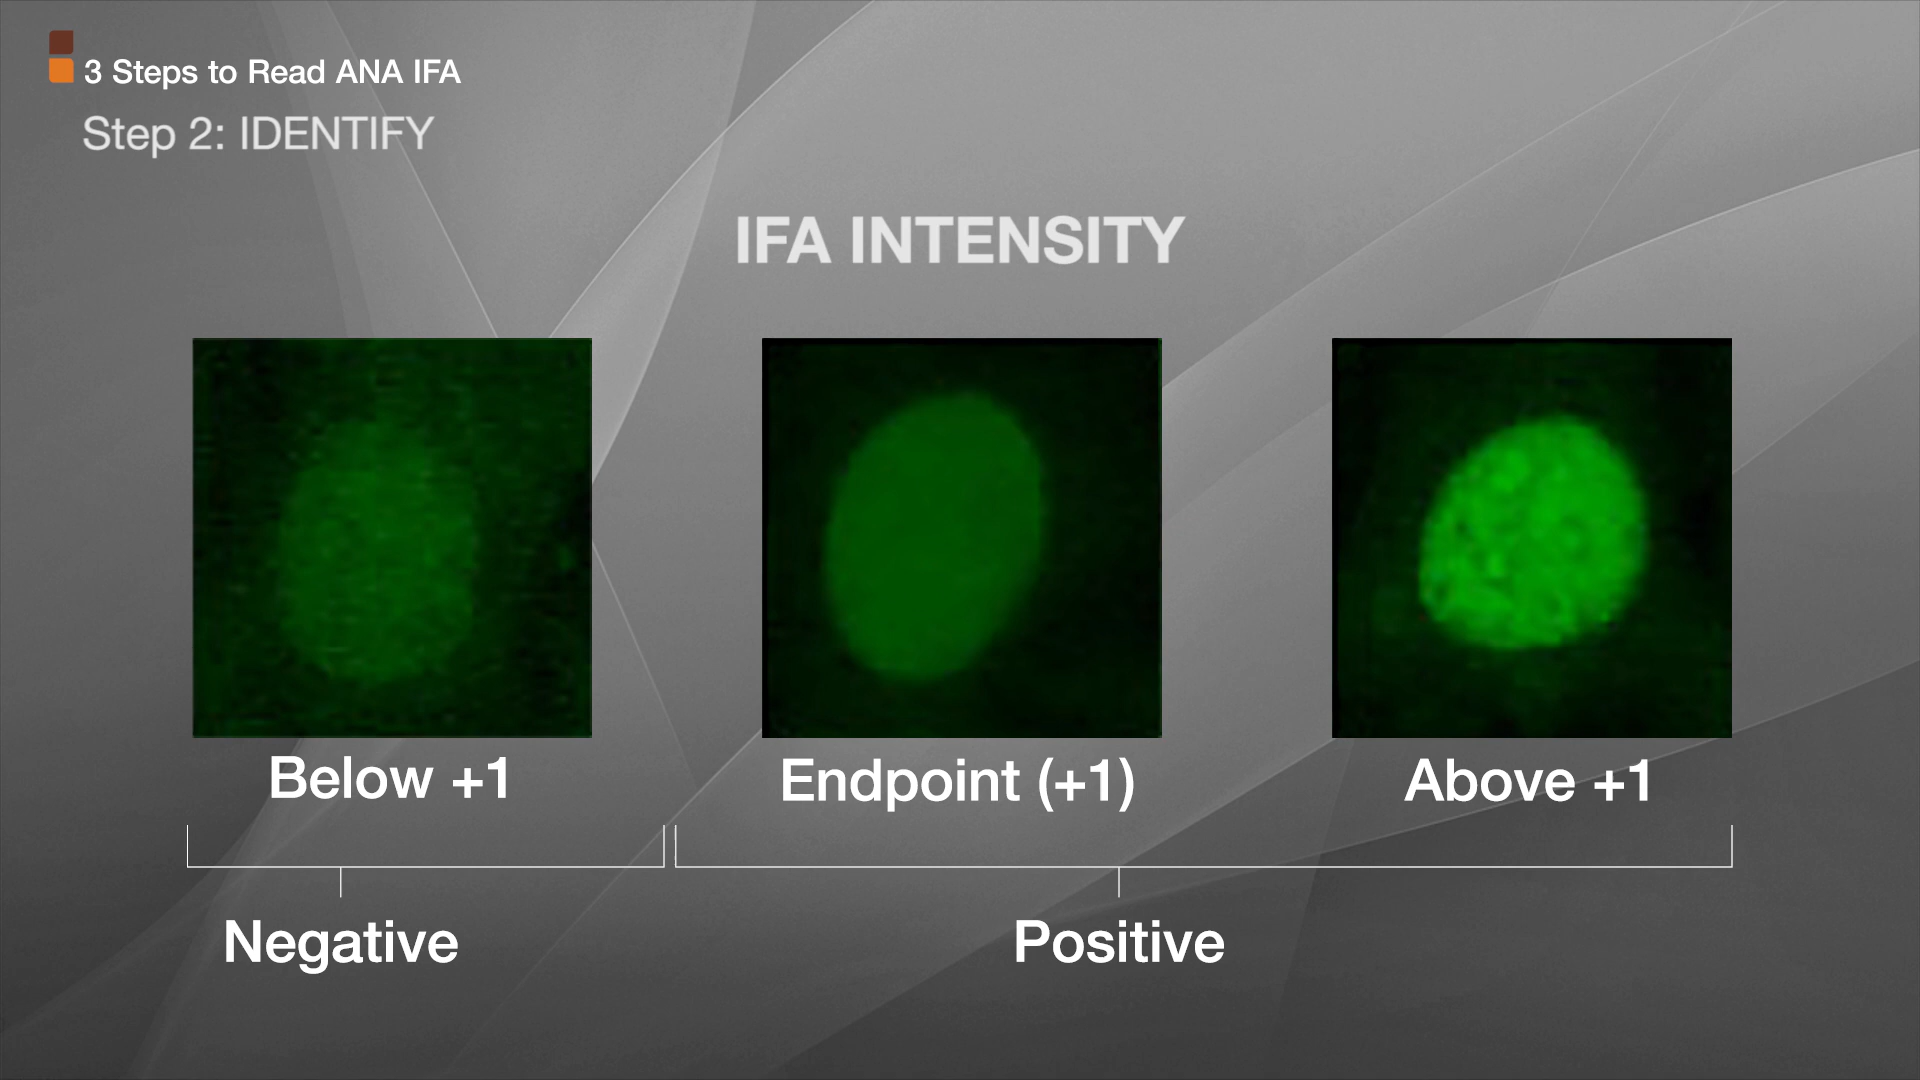 3 Steps to Read ANA IFA
Step 2: IDENTIFY
IFA INTENSITY
Below +1
Endpoint (+1)
Above +1
Negative
Positive